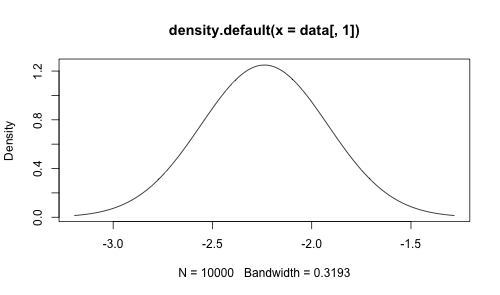 density.default(x = data[, 1])
Density
1.2
0.8
0.4
0.0
-3.0 -2.5 -2.0 -1.5
N = 10000 Bandwidth = 0.3193